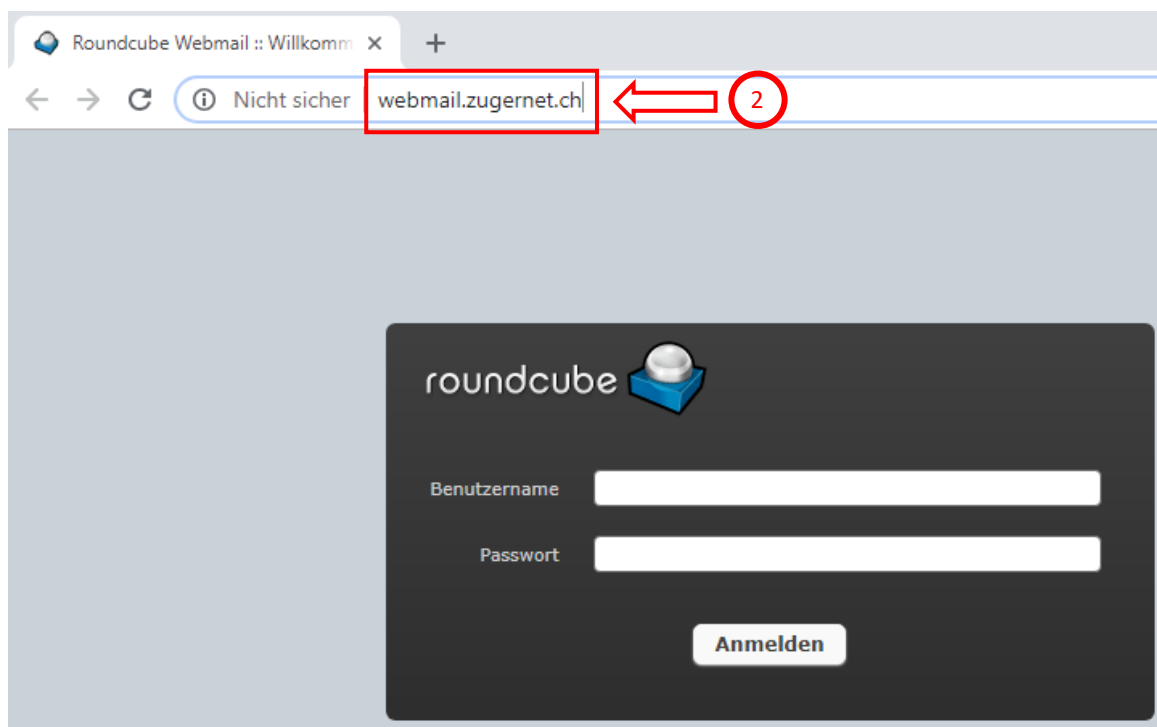 Roundcube Webmail :: Willkomm
Nicht sicher webmail.zugernet.ch 2
roundcube
Benutzername
Passwort
Anmelden